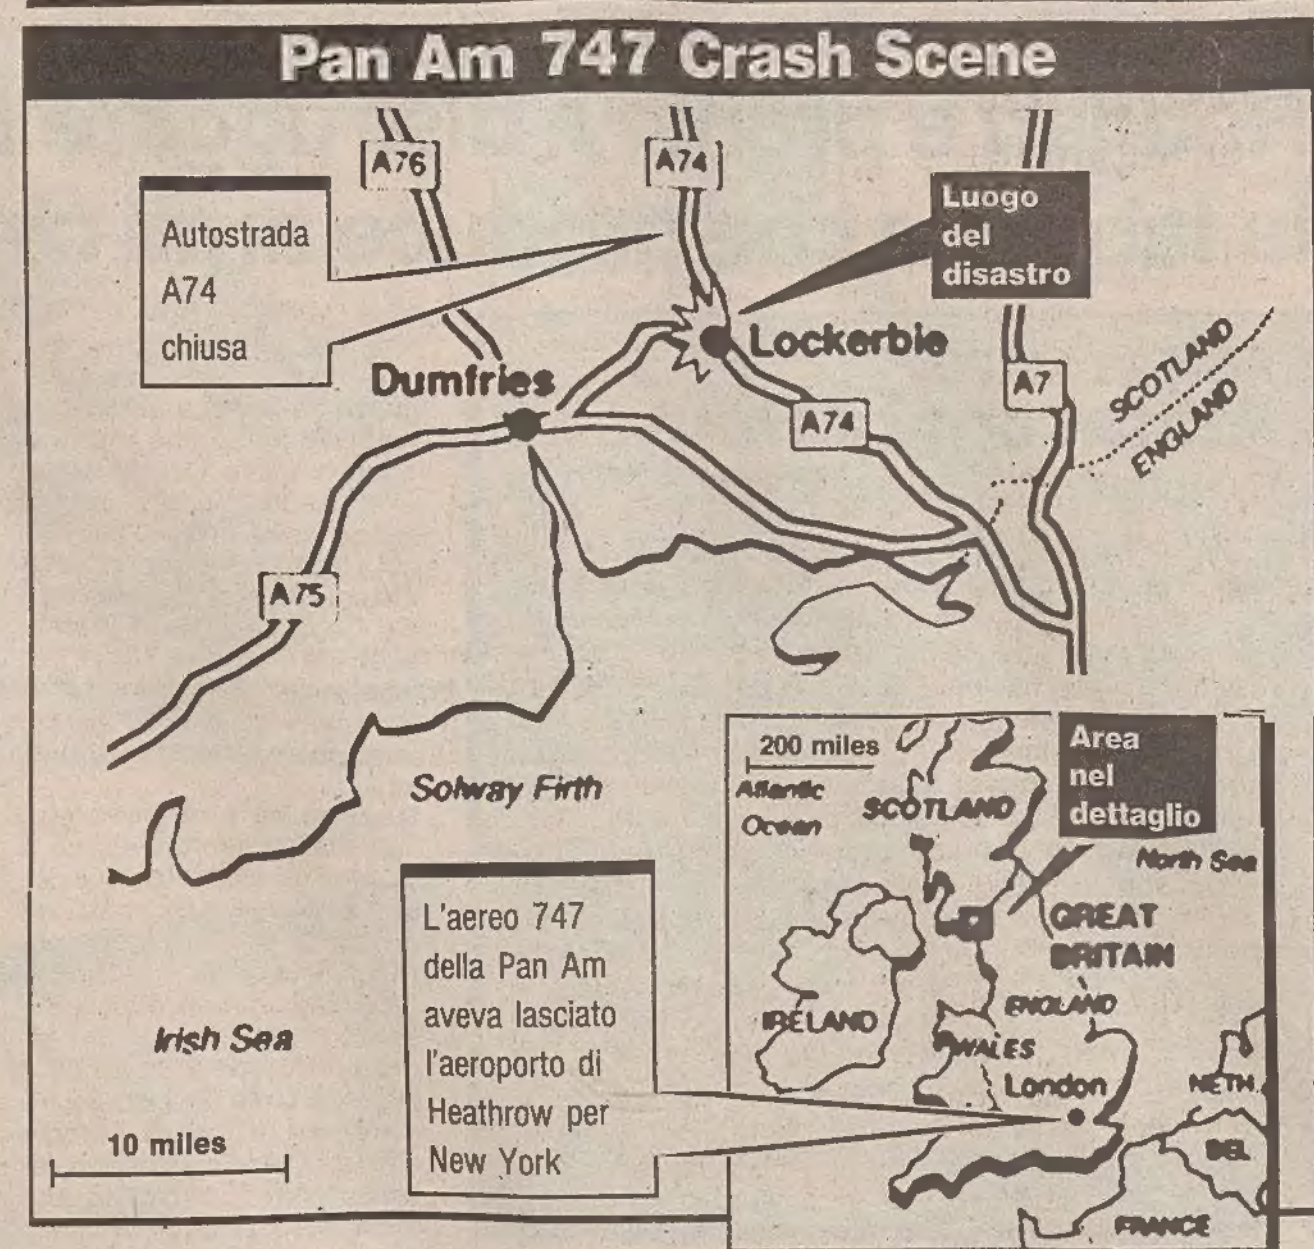 Pan Am 747 Crash Scene
A76
A74
Autostrada
A74
chiusa
Luogo
del
disastro
Lockerbie
Dumfries
A7
SCOTLAND
ENGLAND
A74
A75
Solway Firth
Irish Sea
10 miles
L'aereo 747
della Pan Am
aveva lasciato
l'aeroporto di
Heathrow per
New York
200 miles
Atlantic
Ocean
SCOTLAND
Area
nel
dettaglio
North Sea
GREAT
BRITAIN
IRELAND
ENGLAND
WALES
London
NETH.
BEL
FRANCE